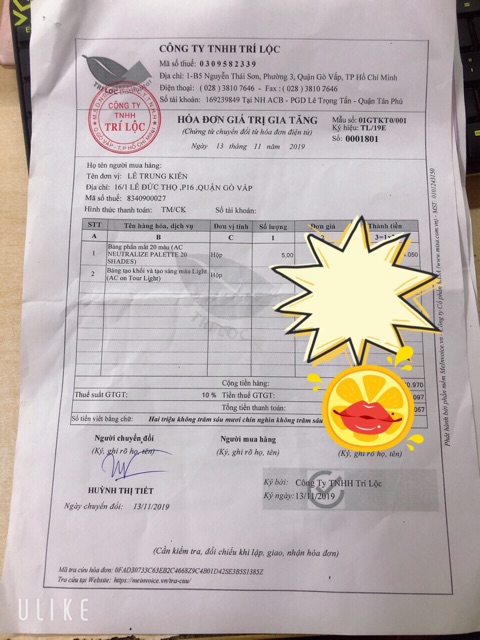 CÔNG TY TNHH TRÍ LỘC
Mã số thuế: 0309582339
Địa chỉ: 1-B5 Nguyễn Thái Sơn, Phường 3, Quận Gò Vấp, TP Hồ Chí Minh
Điện thoại: ( 028 ) 3810 7646 - Fax : ( 028 ) 3810 7646
Số tài khoản: 169239849 Tại NH ACB - PGD Lê Trọng Tấn - Quận Tân Phú
CÔNG TY
TNHH
TRÍ LỘC
HÓA ĐƠN GIÁ TRỊ GIA TĂNG
(Chứng từ chuyển đổi từ hóa đơn điện tử)
Ngày 13 tháng 11 năm 2019
Mẫu số: 01GTKT0/001
Ký hiệu: TL/19E
Số: 0001801
Họ tên người mua hàng:
Tên đơn vị: LÊ TRUNG KIÊN
Địa chỉ: 16/1 LÊ ĐỨC THỌ ,P16 ,QUẬN GÒ VẤP
Mã số thuế: 8340900027
Hình thức thanh toán: TM/CK Số tài khoản:
STT Tên hàng hóa, dịch vụ Đơn vị tính Số lượng Đơn giá Thành tiền
A B C 1
1 Bảng phấn mắt 20 màu (AC NEUTRALIZE PALETTE 20 SHADES) Hộp 5,00 .050
2 Bảng tạo khối và tạo sáng màu Light (AC on Tour Light) Hộp
Cộng tiền hàng: 0.970
Thuế suất GTGT: 10 % Tiền thuế GTGT: 097
Tổng tiền thanh toán: 067
Số tiền viết bằng chữ: Hai triệu không trăm sáu mươi chín nghìn không trăm sáu
Người chuyển đổi Người mua hàng
(Ký, ghi rõ họ, tên) (Ký, ghi rõ họ, tên) (Ký, ghi rõ họ, tên)
HUỲNH THỊ TIẾT
Ngày chuyển đổi: 13/11/2019
Ký bởi: Công Ty TNHH Trí Lộc
Ký ngày: 13/11/2019
(Cần kiểm tra, đối chiếu khi lập, giao, nhận hóa đơn)
Mã tra cứu hóa đơn:
Tra cứu tại Website: https://meinvoice.vn/tra-cuu/
ULIKE